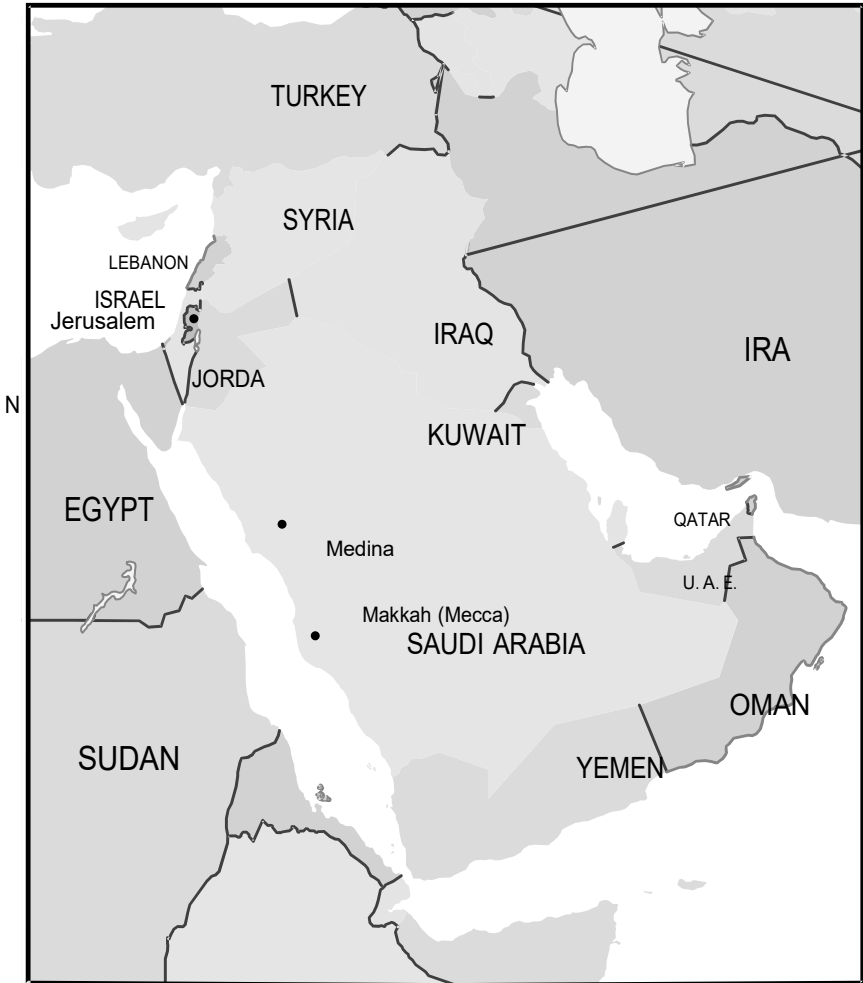 TURKEY
SYRIA
LEBANON
ISRAEL
Jerusalem
IRAQ
IRA
JORDA
N
KUWAIT
EGYPT
QATAR
Medina
U. A. E.
Makkah (Mecca)
SAUDI ARABIA
OMAN
SUDAN
YEMEN